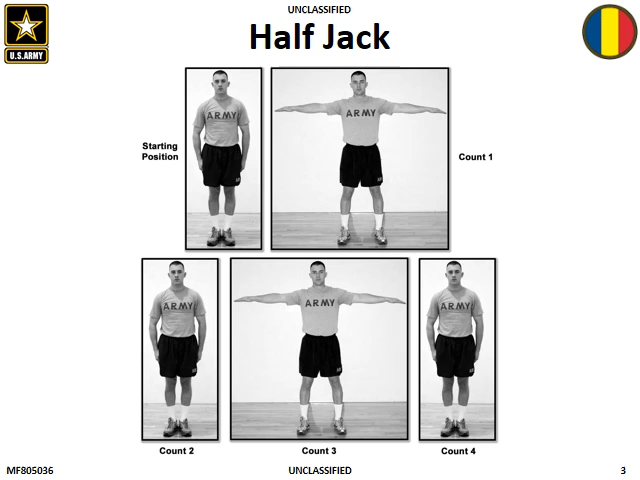 UNCLASSIFIED
Half Jack
U.S.ARMY
ARMY
ARMY
Starting
Position
Count 1
ARMY
ARMY
ARMY
Count 2
Count 3
Count 4
MF805036
UNCLASSIFIED
3